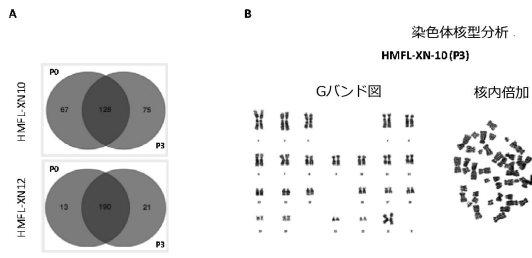 A
B
染色体核型分析
HMFL-XN-10(P3)
Gバンド図
核内倍加
HMFL-XN10
P0
67
128
75
P3
HMFL-XN12
P0
13
190
21
P3